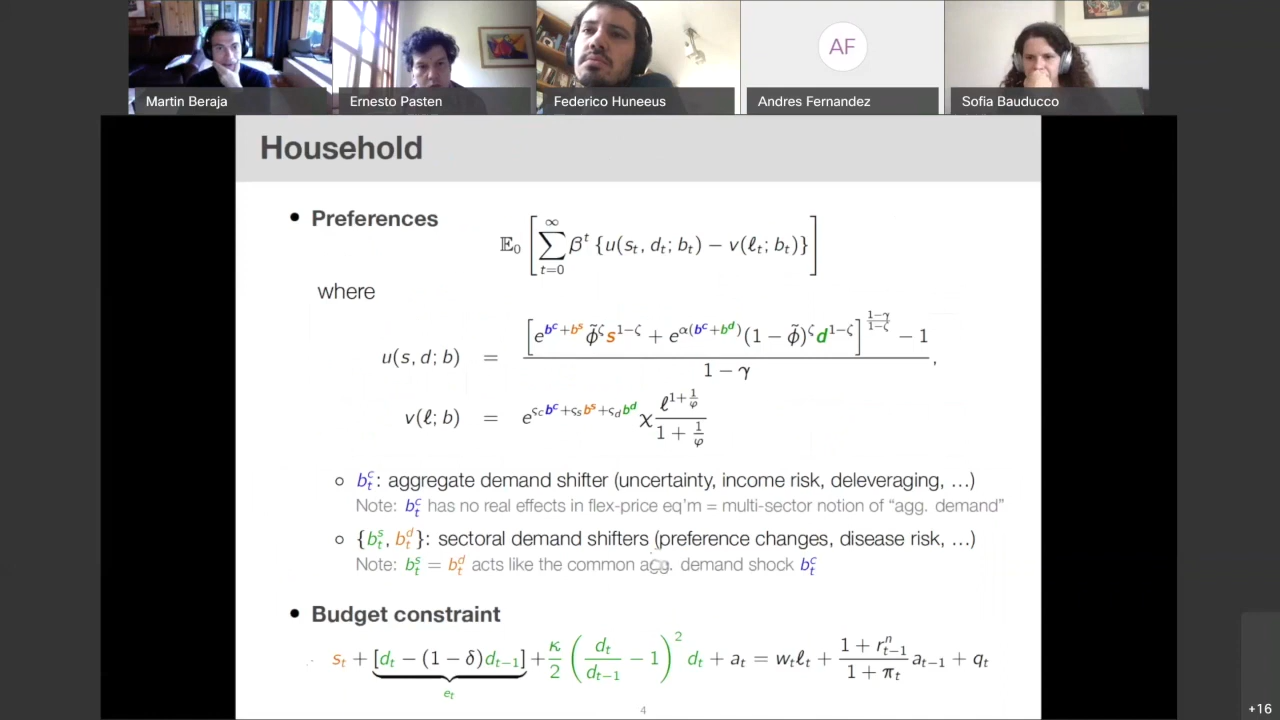 Martin Beraja
Ernesto Pasten
Federico Huneeus
AF
Andres Fernandez
Sofia Bauducco
Household
• Preferences
𝔼₀ [ ∑_{t=0}^{∞} β^t {u(s_t, d_t; b_t) − v(ℓ_t; b_t)} ]
where
u(s, d; b) = ([e^{b^c+b^s} φ̃^ζ s^{1−ζ} + e^{α(b^c+b^d)} (1 − φ̃)^ζ d^{1−ζ}]^{(1−γ)/(1−ζ)} − 1) / (1 − γ),
v(ℓ; b) = e^{ς_c b^c+ς_s b^s+ς_d b^d} χ ℓ^{1+1/φ} / (1 + 1/φ)
○ b_t^c: aggregate demand shifter (uncertainty, income risk, deleveraging, …)
Note: b_t^c has no real effects in flex-price eq’m = multi-sector notion of “agg. demand”
○ {b_t^s, b_t^d}: sectoral demand shifters (preference changes, disease risk, …)
Note: b_t^s = b_t^d acts like the common agg. demand shock b_t^c
• Budget constraint
s_t + [d_t − (1 − δ)d_{t−1}] + κ/2 (d_t/d_{t−1} − 1)^2 d_t + a_t = w_t ℓ_t + (1 + r_{t−1}^n)/(1 + π_t) a_{t−1} + q_t
e_t
4
+16